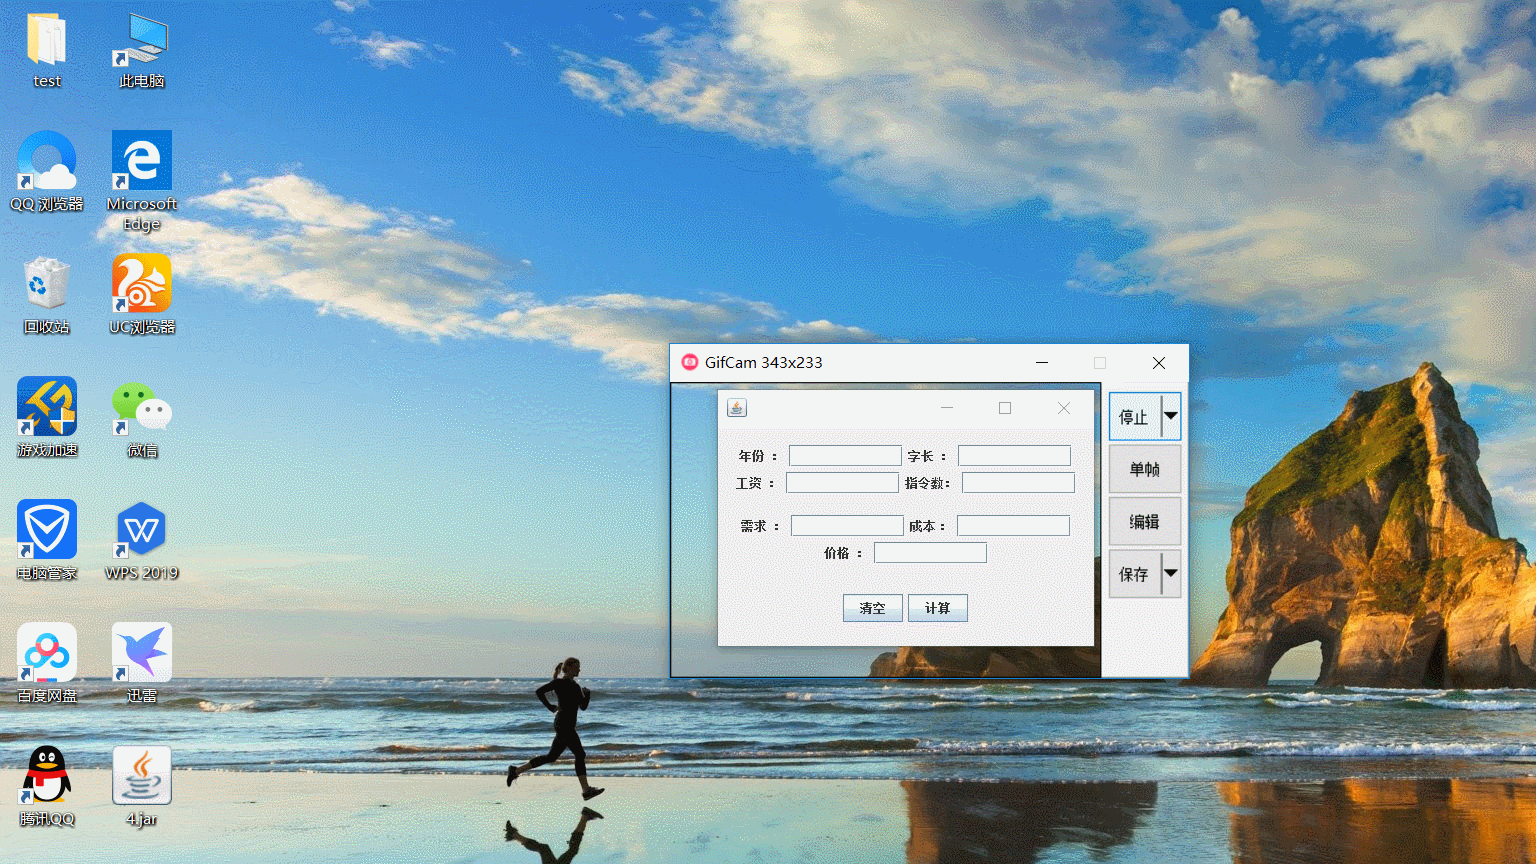 test
此电脑
QQ 浏览器
Microsoft
Edge
回收站
UC浏览器
游戏加速
微信
电脑管家
WPS 2019
百度网盘
迅雷
腾讯QQ
4.jar
GifCam 343x233
停止
单帧
编辑
保存
年份 :
字长 :
工资 :
指令数:
需求 :
成本 :
价格 :
清空
计算